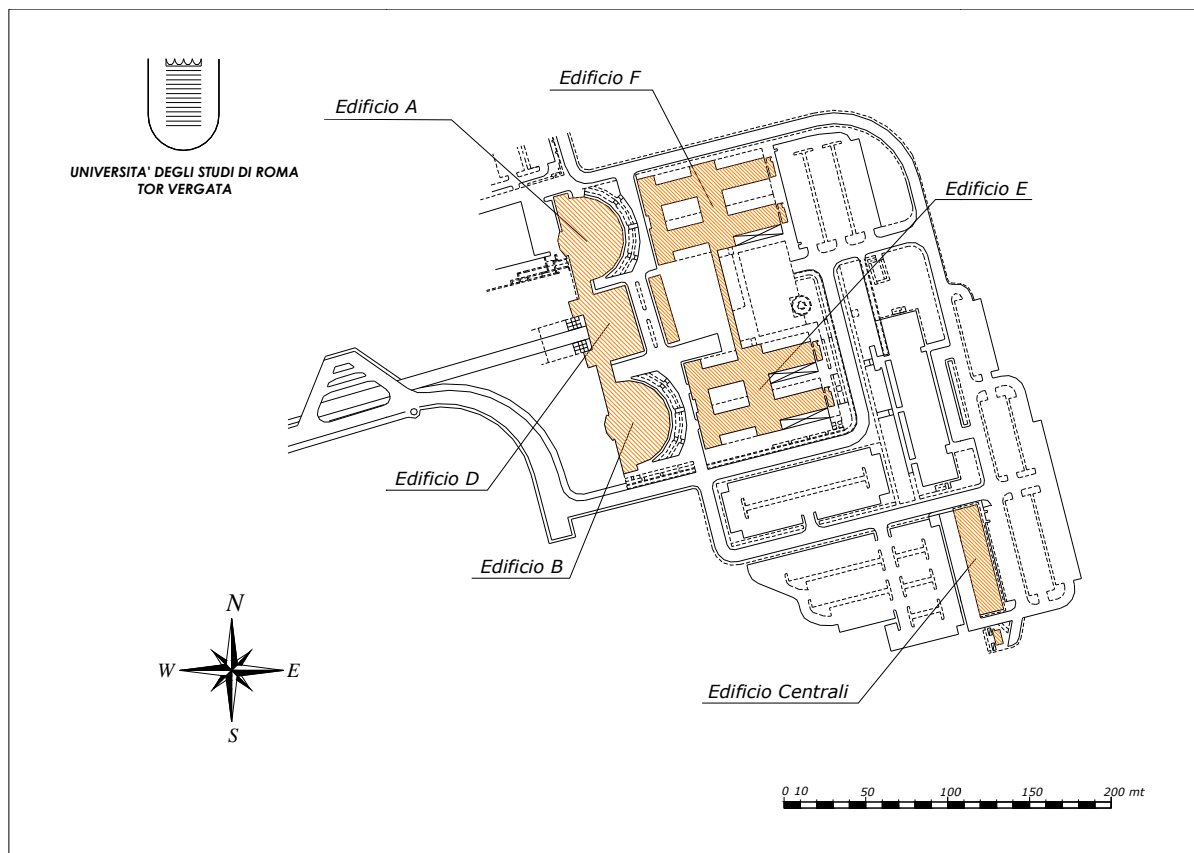 UNIVERSITA' DEGLI STUDI DI ROMA
TOR VERGATA
Edificio F
Edificio A
Edificio E
Edificio D
Edificio B
Edificio Centrali
N
W
E
S
0 10 50 100 150 200 mt